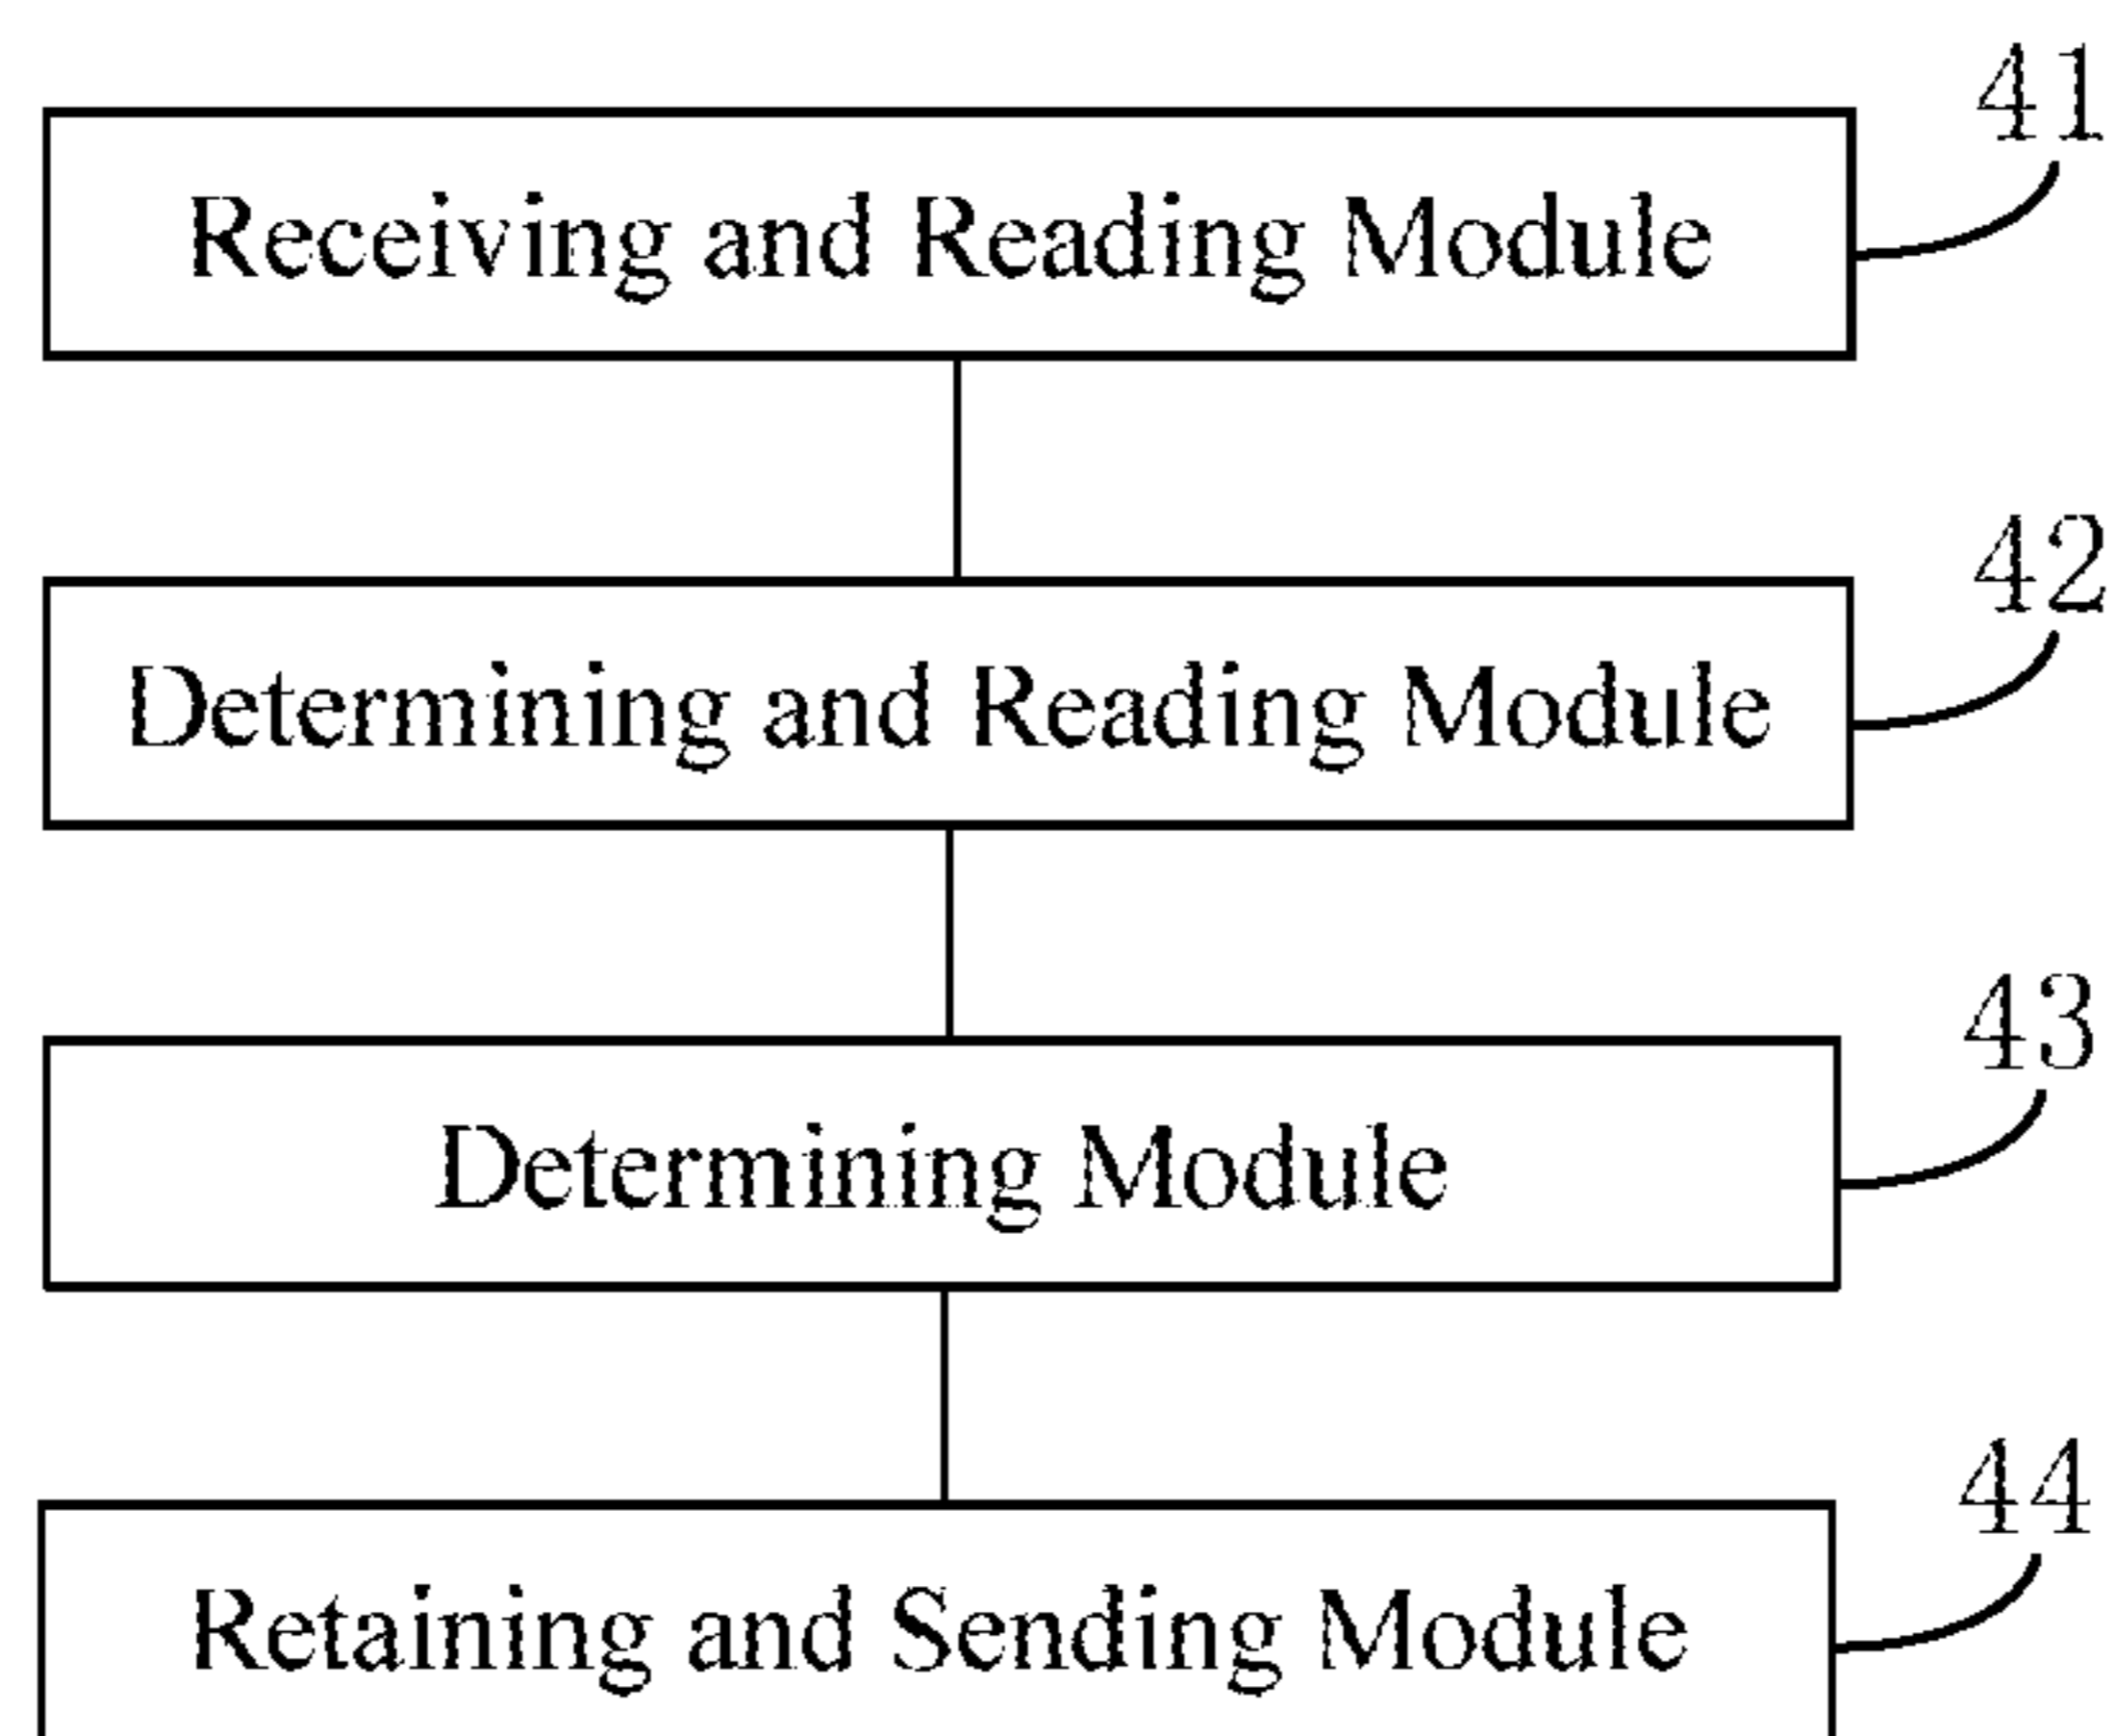 41
Receiving and Reading Module
42
Determining and Reading Module
43
Determining Module
44
Retaining and Sending Module